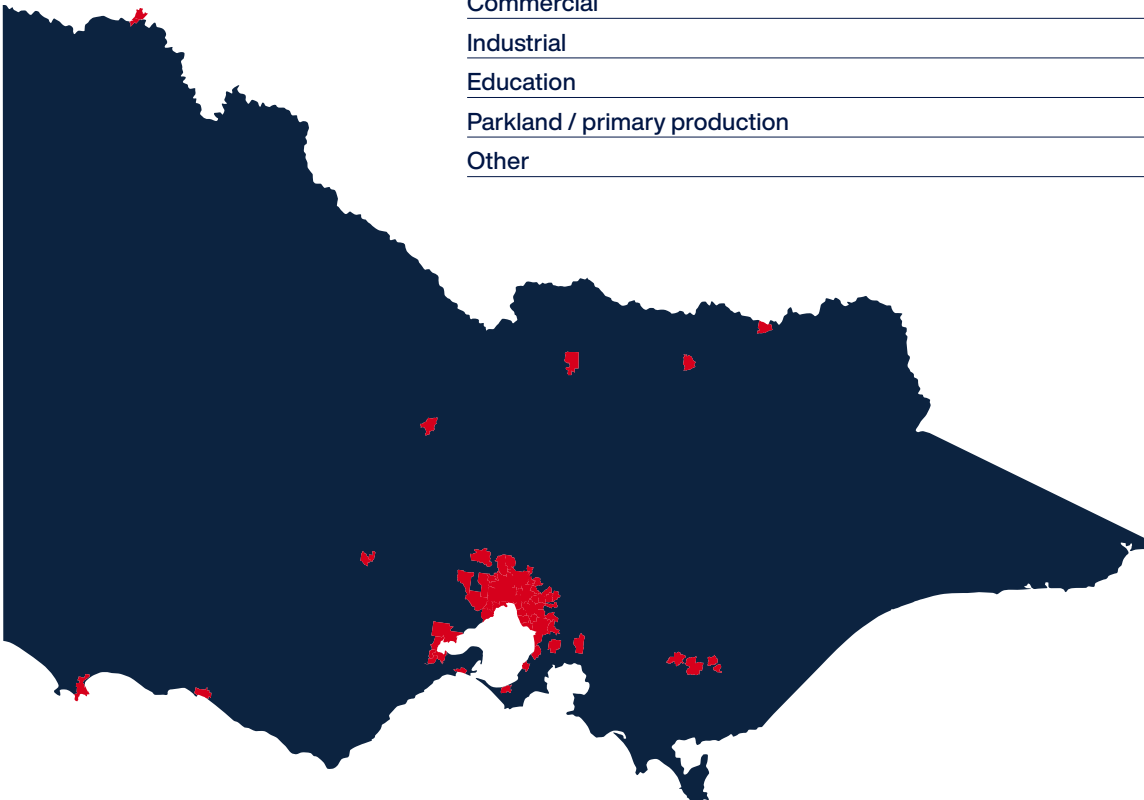 Commercial
Industrial
Education
Parkland / primary production
Other